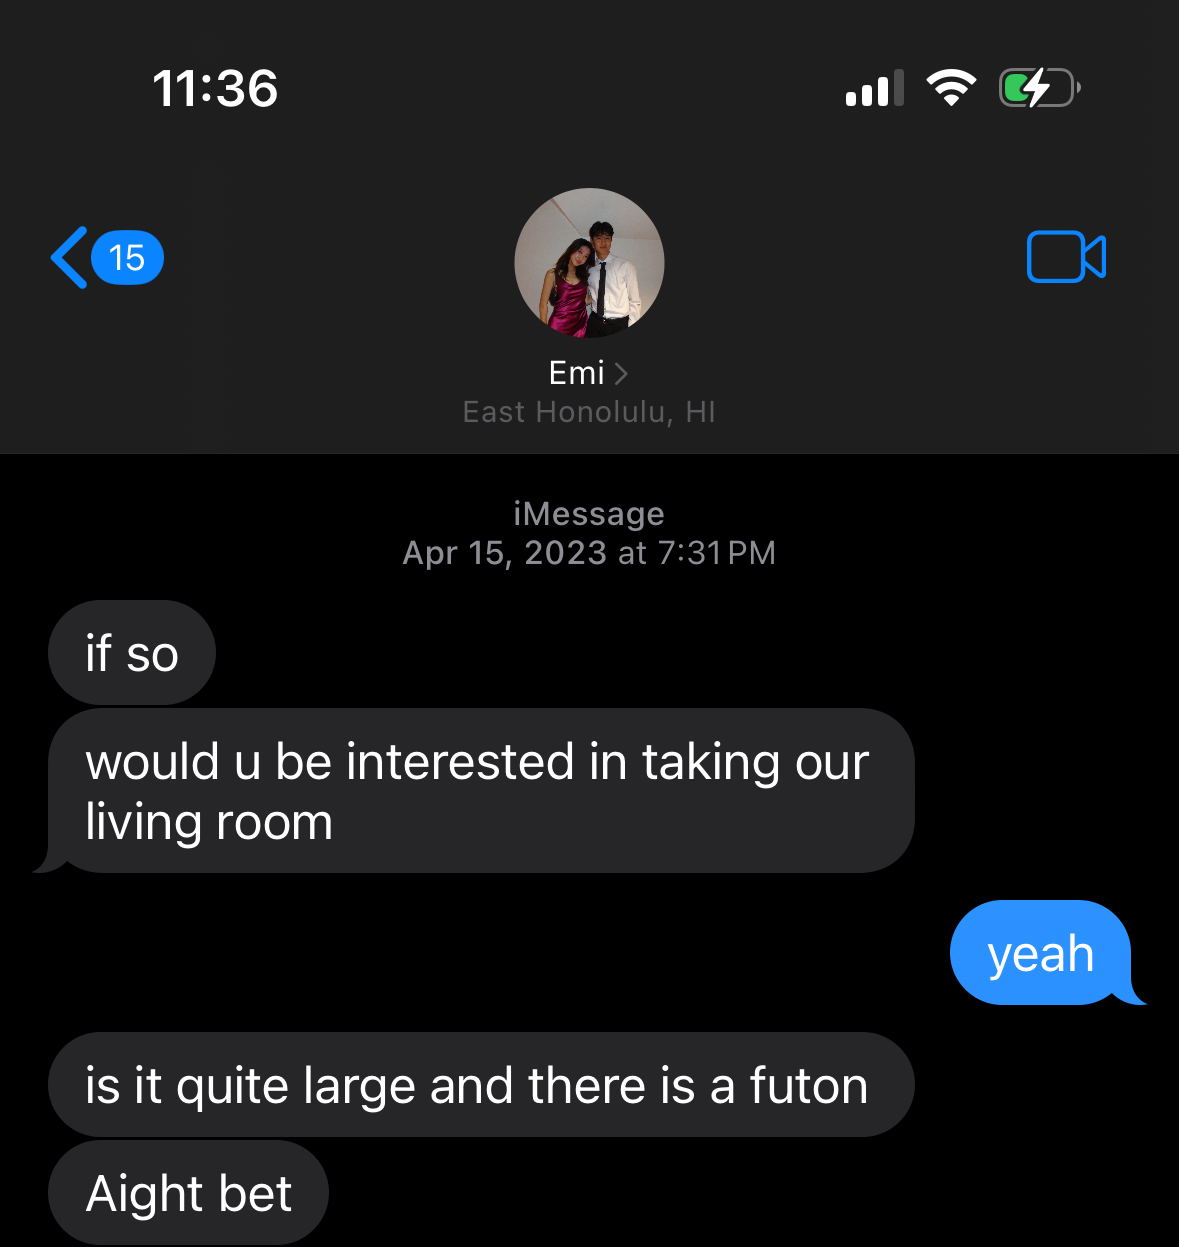 11:36
15
Emi
East Honolulu, HI
iMessage
Apr 15, 2023 at 7:31 PM
if so
would u be interested in taking our
living room
yeah
is it quite large and there is a futon
Aight bet